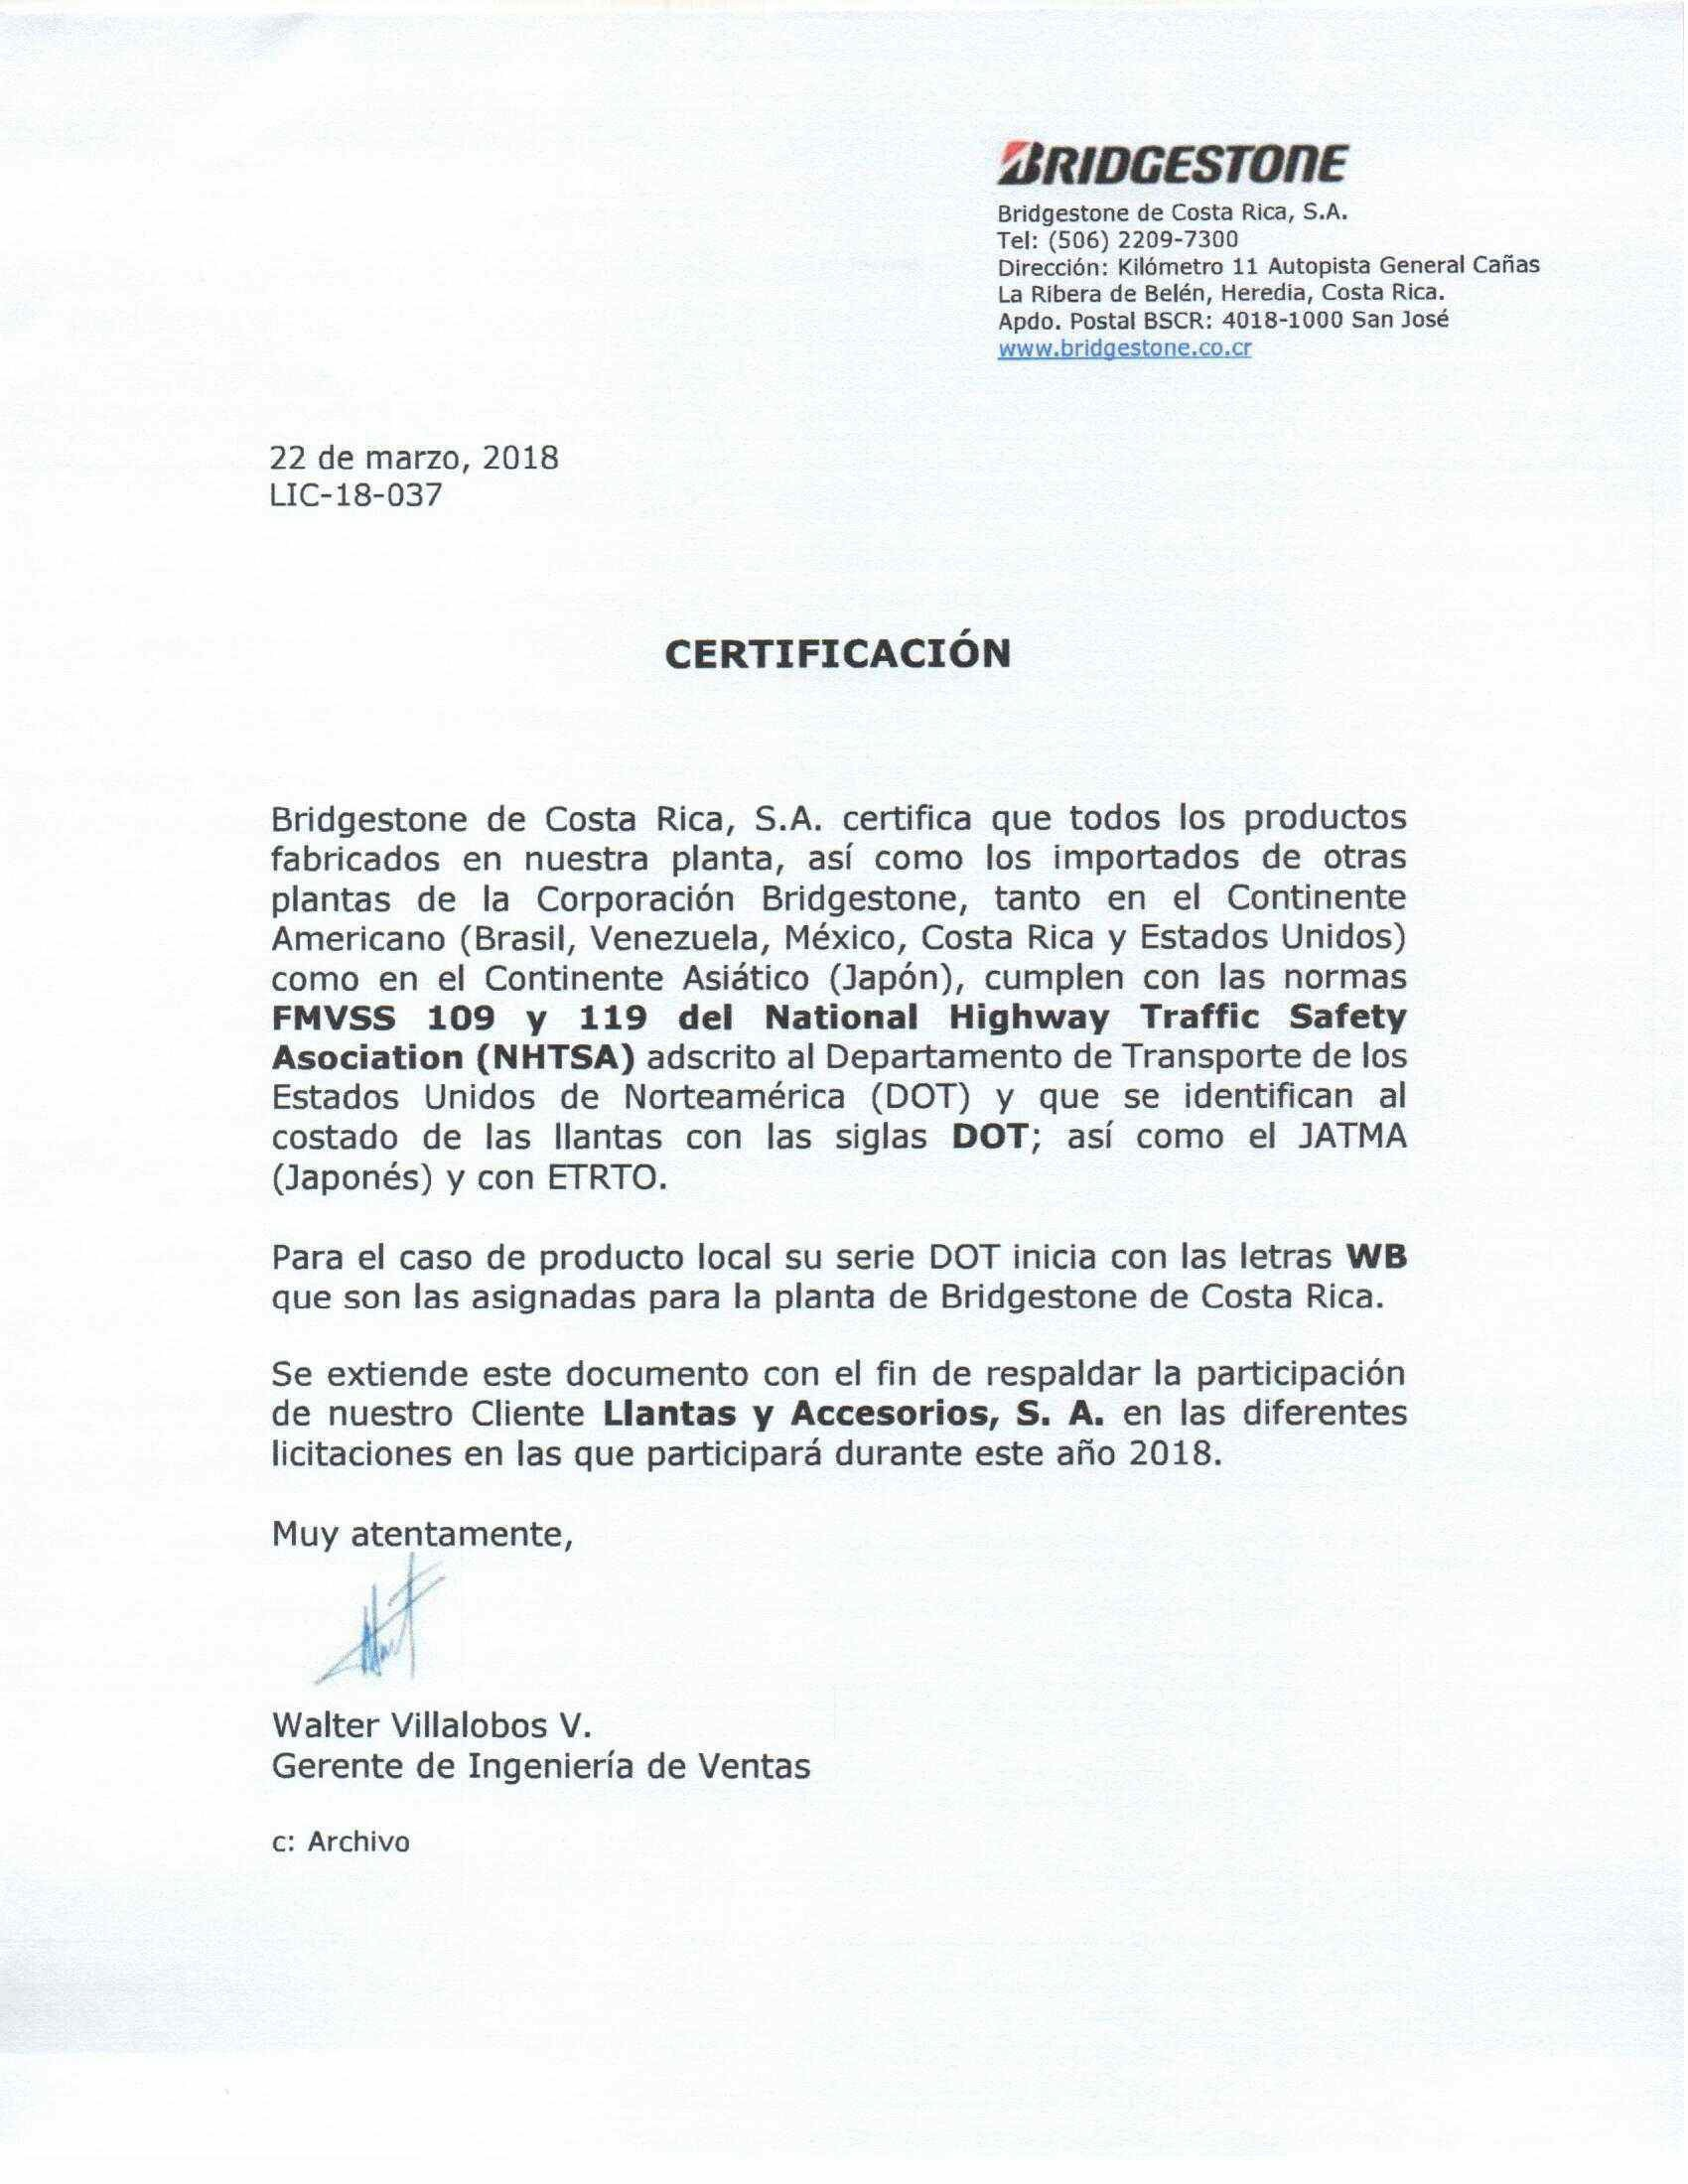 BRIDGESTONE
Bridgestone de Costa Rica, S.A.
Tel: (506) 2209-7300
Dirección: Kilómetro 11 Autopista General Cañas
La Ribera de Belén, Heredia, Costa Rica.
Apdo. Postal BSCR: 4018-1000 San José
www.bridgestone.co.cr
22 de marzo, 2018
LIC-18-037
CERTIFICACIÓN
Bridgestone de Costa Rica, S.A. certifica que todos los productos
fabricados en nuestra planta, así como los importados de otras
plantas de la Corporación Bridgestone, tanto en el Continente
Americano (Brasil, Venezuela, México, Costa Rica y Estados Unidos)
como en el Continente Asiático (Japón), cumplen con las normas
FMVSS 109 y 119 del National Highway Traffic Safety
Asociation (NHTSA) adscrito al Departamento de Transporte de los
Estados Unidos de Norteamérica (DOT) y que se identifican al
costado de las llantas con las siglas DOT; así como el JATMA
(Japonés) y con ETRTO.
Para el caso de producto local su serie DOT inicia con las letras WB
que son las asignadas para la planta de Bridgestone de Costa Rica.
Se extiende este documento con el fin de respaldar la participación
de nuestro Cliente Llantas y Accesorios, S. A. en las diferentes
licitaciones en las que participará durante este año 2018.
Muy atentamente,
Walter Villalobos V.
Gerente de Ingeniería de Ventas
c: Archivo